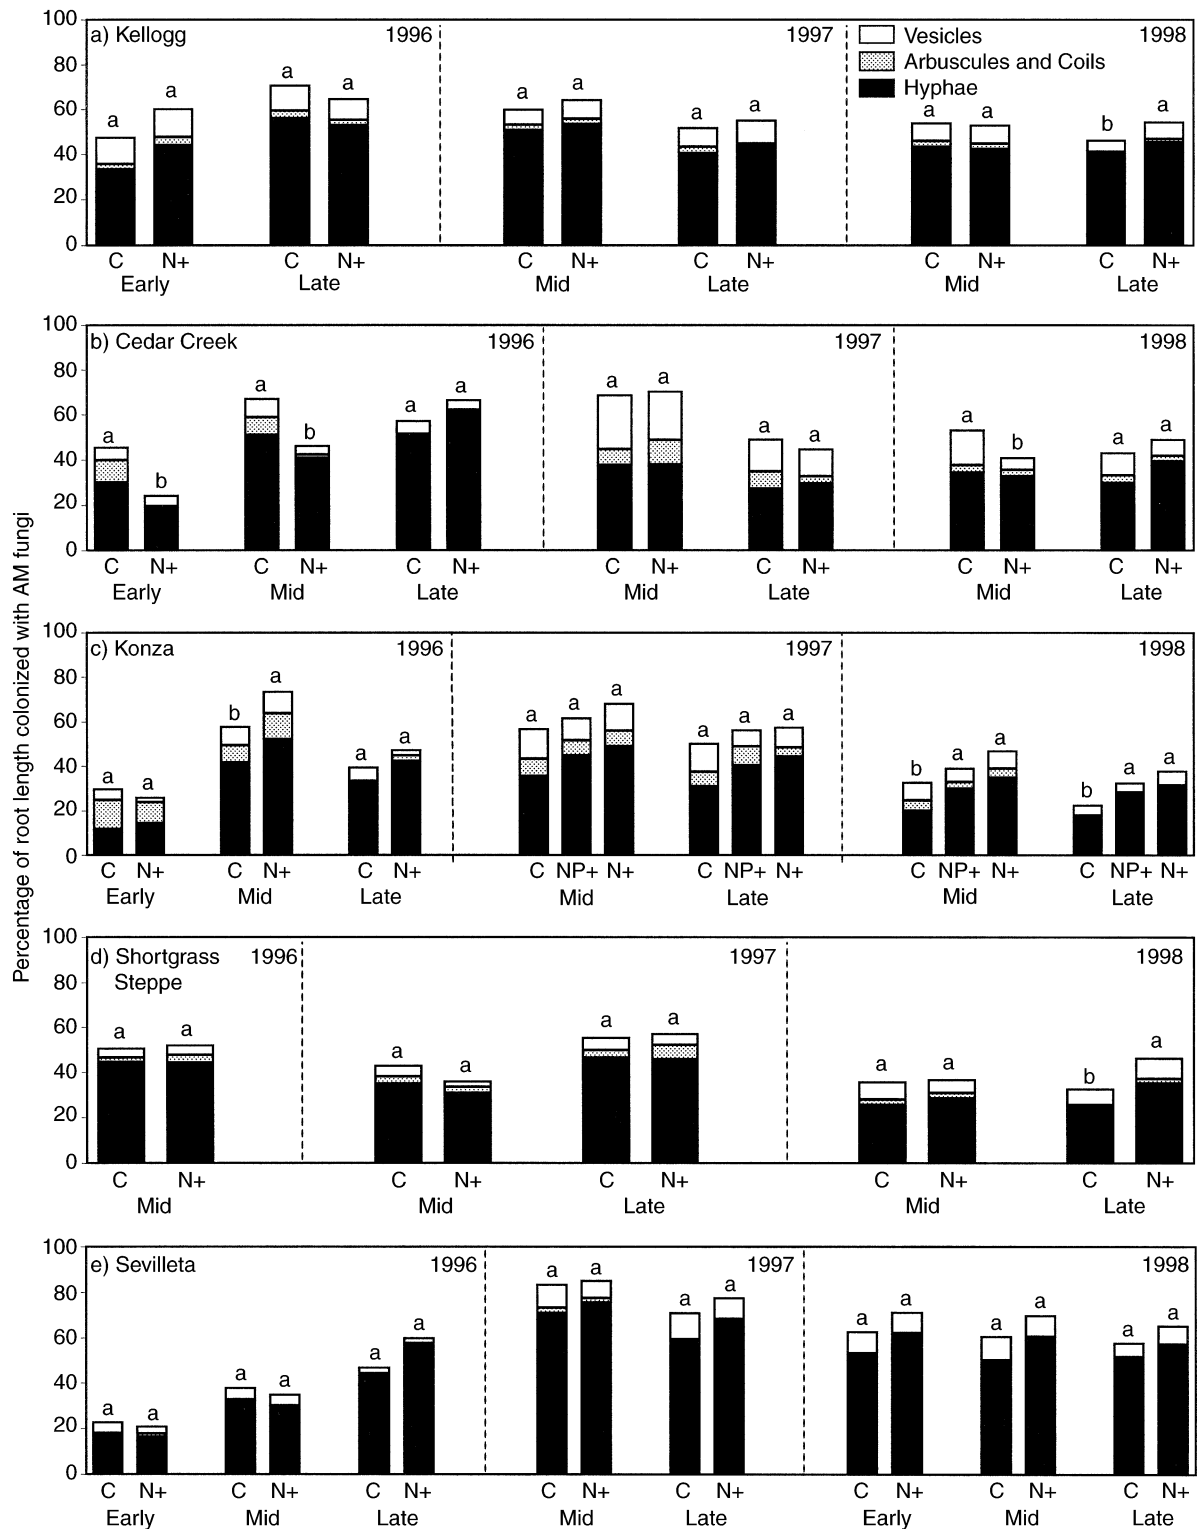 Percentage of root length colonized with AM fungi
100
80
60
40
20
0
a) Kellogg 1996 1997 1998
Vesicles
Arbuscules and Coils
Hyphae
a a a a a a a a a a b a
C N+ C N+ C N+ C N+ C N+ C N+
Early Late Mid Late Mid Late
100
80
60
40
20
0
b) Cedar Creek 1996 1997 1998
a b a b a a a a a a a b a a
C N+ C N+ C N+ C N+ C N+ C N+ C N+
Early Mid Late Mid Late Mid Late
100
80
60
40
20
0
c) Konza 1996 1997 1998
a a b a a a a a a a a a b a a b a a
C N+ C N+ C N+ C NP+ N+ C NP+ N+ C NP+ N+ C NP+ N+
Early Mid Late Mid Late Mid Late
100
80
60
40
20
0
d) Shortgrass 1996 1997 1998
Steppe
a a a a a a a a b a
C N+ C N+ C N+ C N+ C N+
Mid Mid Late Mid Late
100
80
60
40
20
0
e) Sevilleta 1996 1997 1998
a a a a a a a a a a a a a a a a
C N+ C N+ C N+ C N+ C N+ C N+ C N+ C N+
Early Mid Late Mid Late Early Mid Late